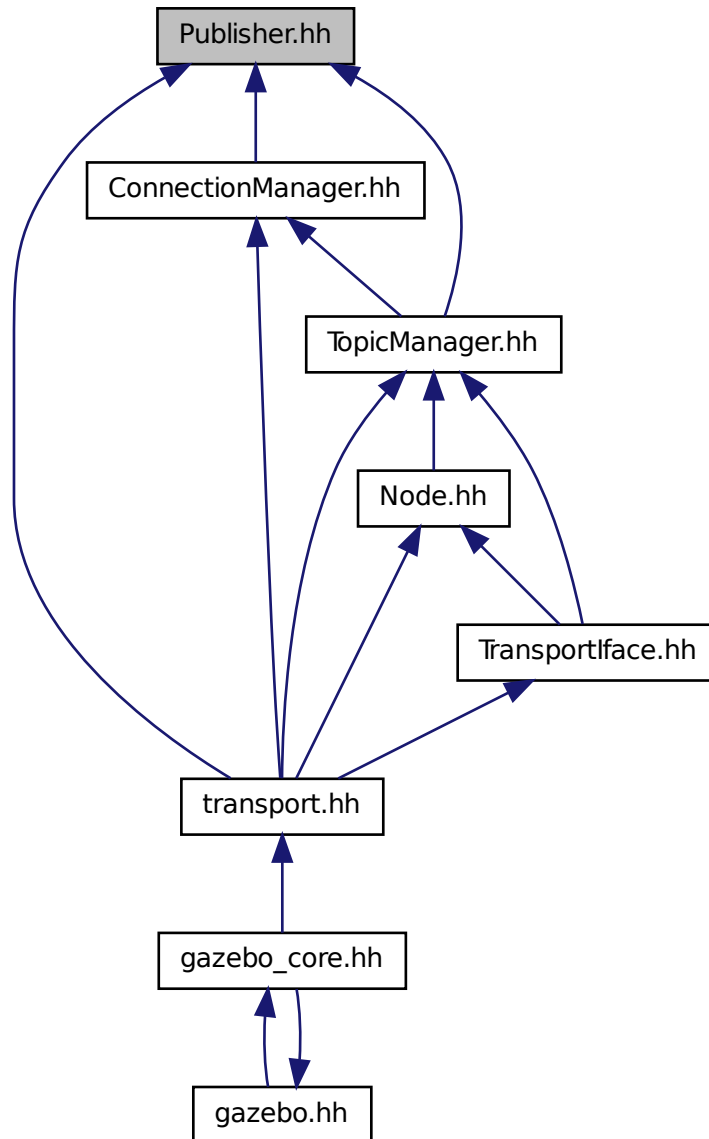 Publisher.hh
ConnectionManager.hh
TopicManager.hh
Node.hh
TransportIface.hh
transport.hh
gazebo_core.hh
gazebo.hh